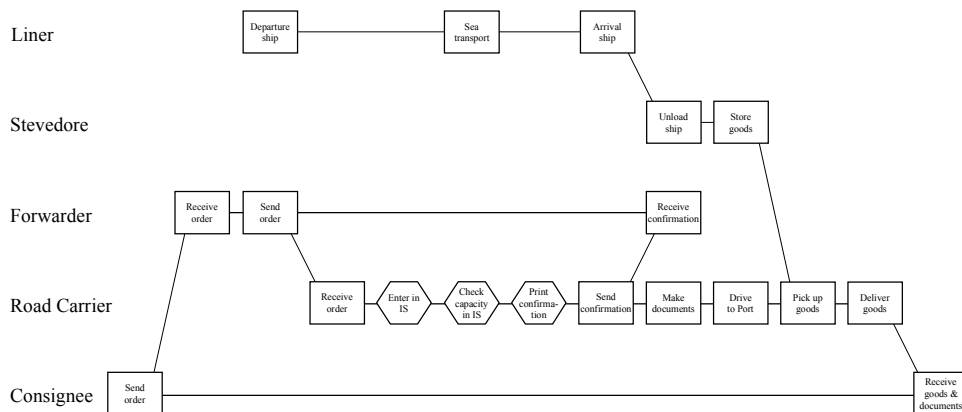 Liner
Departure
ship
Sea
transport
Arrival
ship
Stevedore
Unload
ship
Store
goods
Forwarder
Receive
order
Send
order
Receive
confirmation
Road Carrier
Receive
order
Enter in
IS
Check
capacity
in IS
Print
confirma-
tion
Send
confirmation
Make
documents
Drive
to Port
Pick up
goods
Deliver
goods
Consignee
Send
order
Receive
goods &
documents